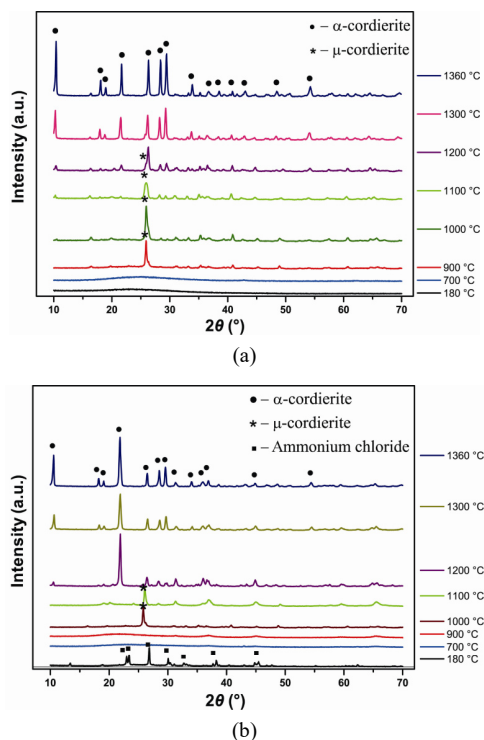 ● – α-cordierite
★ – μ-cordierite
Intensity (a.u.)
1360 °C
1300 °C
1200 °C
1100 °C
1000 °C
900 °C
700 °C
180 °C
10 20 30 40 50 60 70
2θ (°)
(a)
● – α-cordierite
★ – μ-cordierite
■ – Ammonium chloride
Intensity (a.u.)
1360 °C
1300 °C
1200 °C
1100 °C
1000 °C
900 °C
700 °C
180 °C
10 20 30 40 50 60 70
2θ (°)
(b)